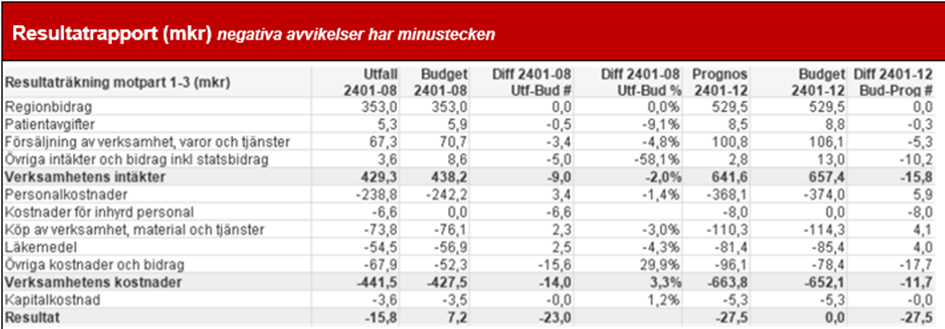 Resultatrapport (mkr) negativa avvikelser har minustecken
Resultaträkning motpart 1-3 (mkr) Utfall 2401-08 Budget 2401-08 Diff 2401-08 Utf-Bud # Diff 2401-08 Utf-Bud % Prognos 2401-12 Budget 2401-12 Diff 2401-12 Bud-Prog #
Regionbidrag 353,0 353,0 0,0 0,0% 529,5 529,5 0,0
Patientavgifter 5,3 5,9 -0,5 -9,1% 8,5 8,8 -0,3
Försäljning av verksamhet, varor och tjänster 67,3 70,7 -3,4 -4,8% 100,8 106,1 -5,3
Övriga intäkter och bidrag inkl statsbidrag 3,6 8,6 -5,0 -58,1% 2,8 13,0 -10,2
Verksamhetens intäkter 429,3 438,2 -9,0 -2,0% 641,6 657,4 -15,8
Personalkostnader -238,8 -242,2 3,4 -1,4% -368,1 -374,0 5,9
Kostnader för inhyrd personal -6,6 0,0 -6,6 -8,0 0,0 -8,0
Köp av verksamhet, material och tjänster -73,8 -76,1 2,3 -3,0% -110,3 -114,3 4,1
Läkemedel -54,5 -56,9 2,5 -4,3% -81,4 -85,4 4,0
Övriga kostnader och bidrag -67,9 -52,3 -15,6 29,9% -96,1 -78,4 -17,7
Verksamhetens kostnader -441,5 -427,5 -14,0 3,3% -663,8 -652,1 -11,7
Kapitalkostnad -3,6 -3,5 -0,0 1,2% -5,3 -5,3 -0,0
Resultat -15,8 7,2 -23,0 -27,5 0,0 -27,5